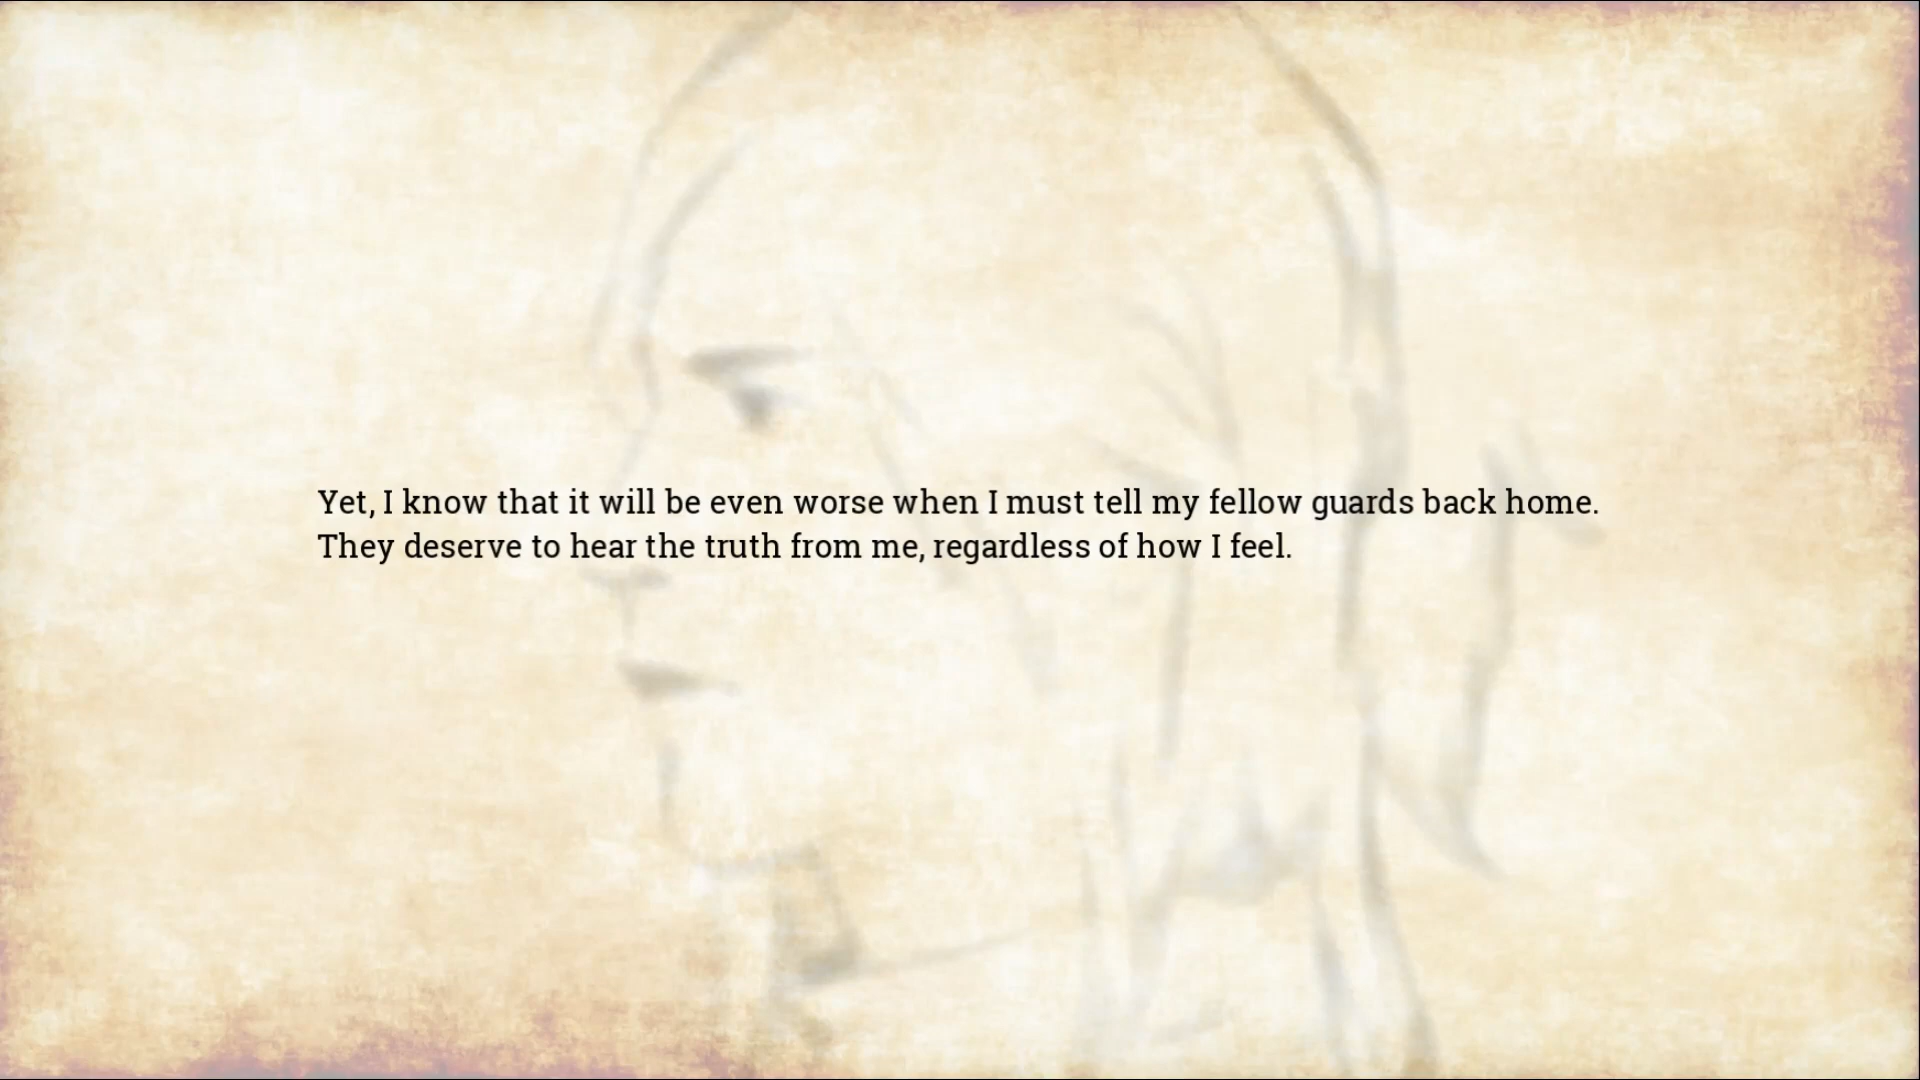 Yet, I know that it will be even worse when I must tell my fellow guards back home.
They deserve to hear the truth from me, regardless of how I feel.